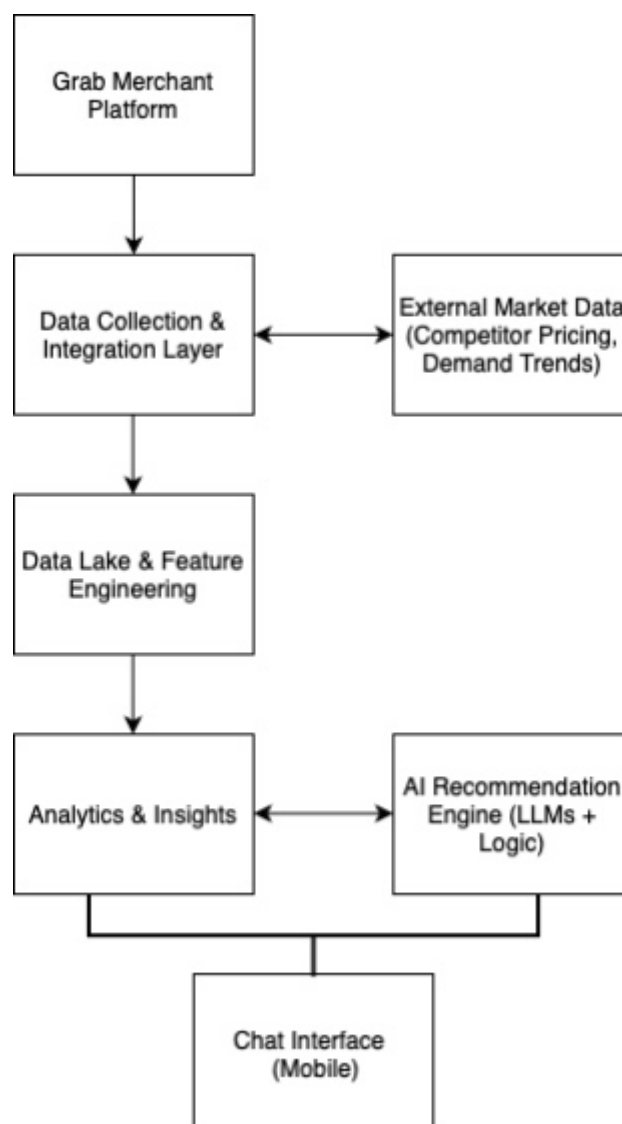 Grab Merchant
Platform
Data Collection &
Integration Layer
External Market Data
(Competitor Pricing,
Demand Trends)
Data Lake & Feature
Engineering
Analytics & Insights
AI Recommendation
Engine (LLMs +
Logic)
Chat Interface
(Mobile)